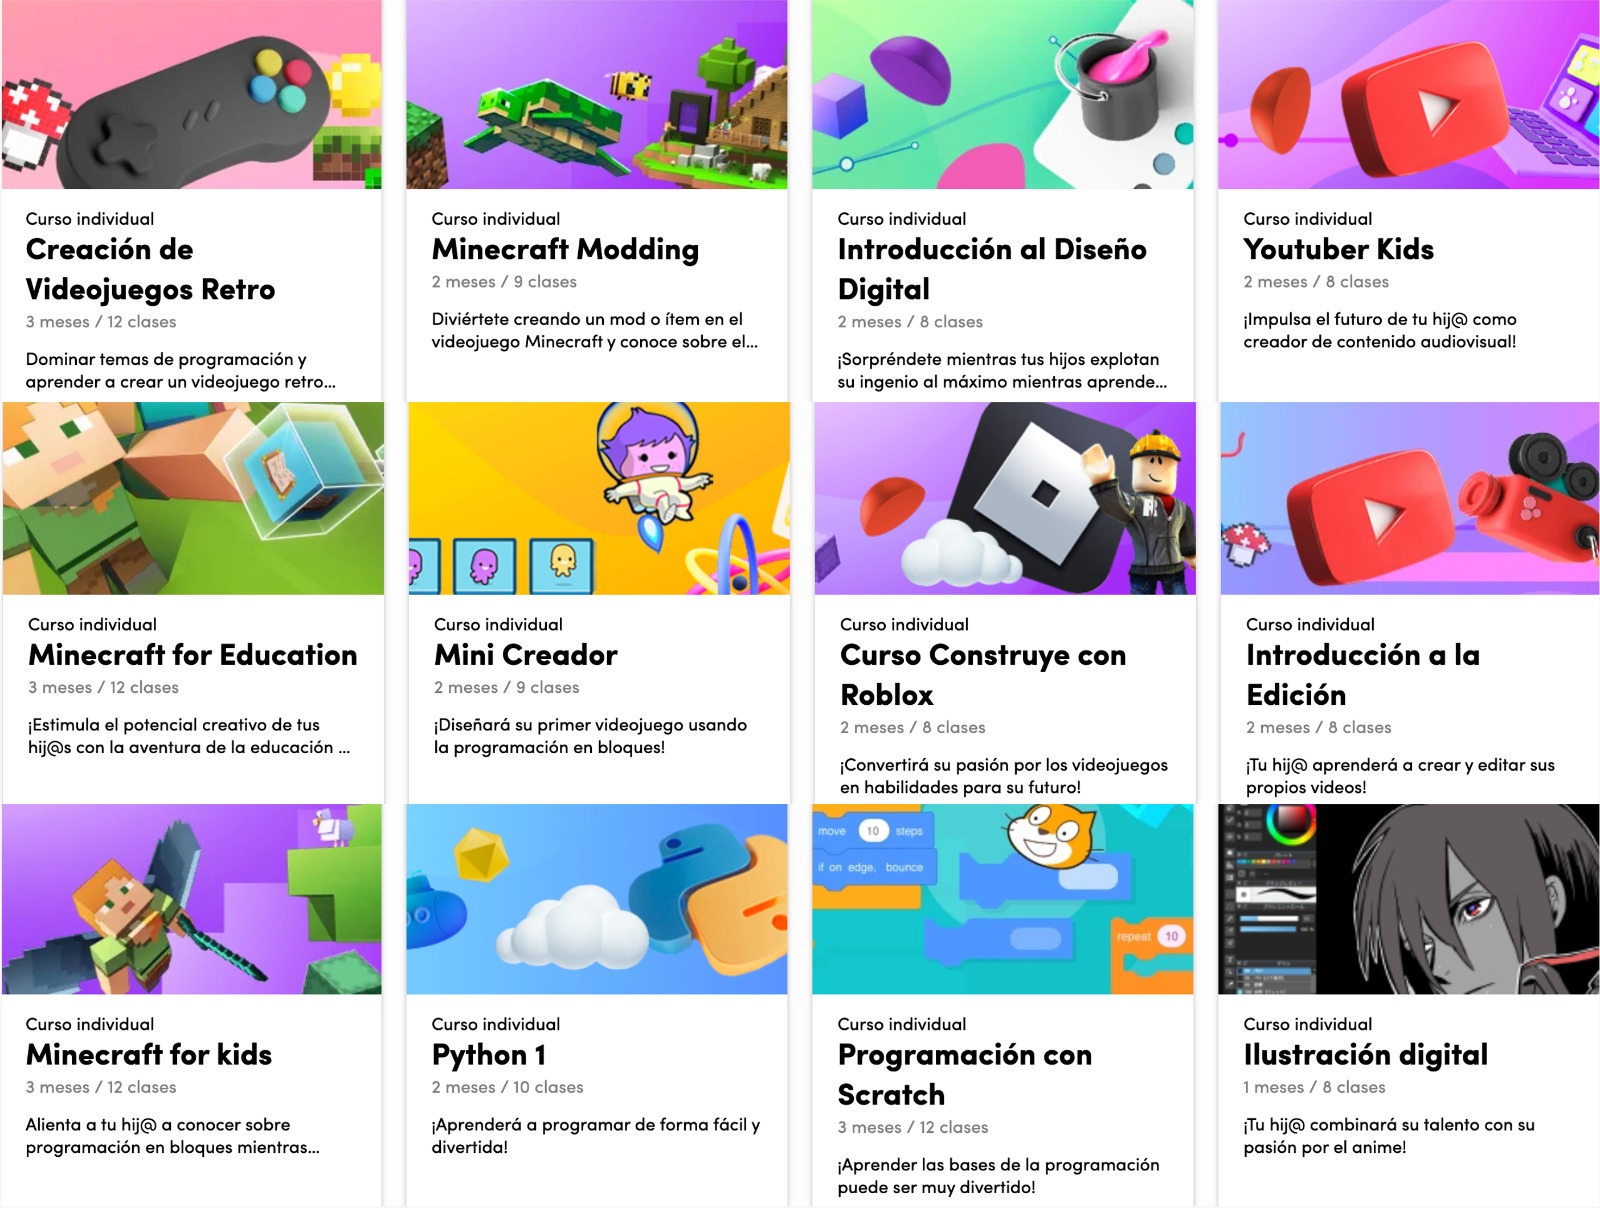 Curso individual
Creación de
Videojuegos Retro
3 meses / 12 clases
Dominar temas de programación y
aprender a crear un videojuego retro...
Curso individual
Minecraft Modding
2 meses / 9 clases
Diviértete creando un mod o ítem en el
videojuego Minecraft y conoce sobre el...
Curso individual
Introducción al Diseño
Digital
2 meses / 8 clases
¡Sorpréndete mientras tus hijos explotan
su ingenio al máximo mientras aprende...
Curso individual
Youtuber Kids
2 meses / 8 clases
¡Impulsa el futuro de tu hij@ como
creador de contenido audiovisual!
Curso individual
Minecraft for Education
3 meses / 12 clases
¡Estimula el potencial creativo de tus
hij@s con la aventura de la educación ...
Curso individual
Mini Creador
2 meses / 9 clases
¡Diseñará su primer videojuego usando
la programación en bloques!
Curso individual
Curso Construye con
Roblox
2 meses / 8 clases
¡Convertirá su pasión por los videojuegos
en habilidades para su futuro!
Curso individual
Introducción a la
Edición
2 meses / 8 clases
¡Tu hij@ aprenderá a crear y editar sus
propios videos!
Curso individual
Minecraft for kids
3 meses / 12 clases
Alienta a tu hij@ a conocer sobre
programación en bloques mientras...
Curso individual
Python 1
2 meses / 10 clases
¡Aprenderá a programar de forma fácil y
divertida!
move 10 steps
if on edge, bounce
repeat 10
Curso individual
Programación con
Scratch
3 meses / 12 clases
¡Aprender las bases de la programación
puede ser muy divertido!
Curso individual
Ilustración digital
1 meses / 8 clases
¡Tu hij@ combinará su talento con su
pasión por el anime!